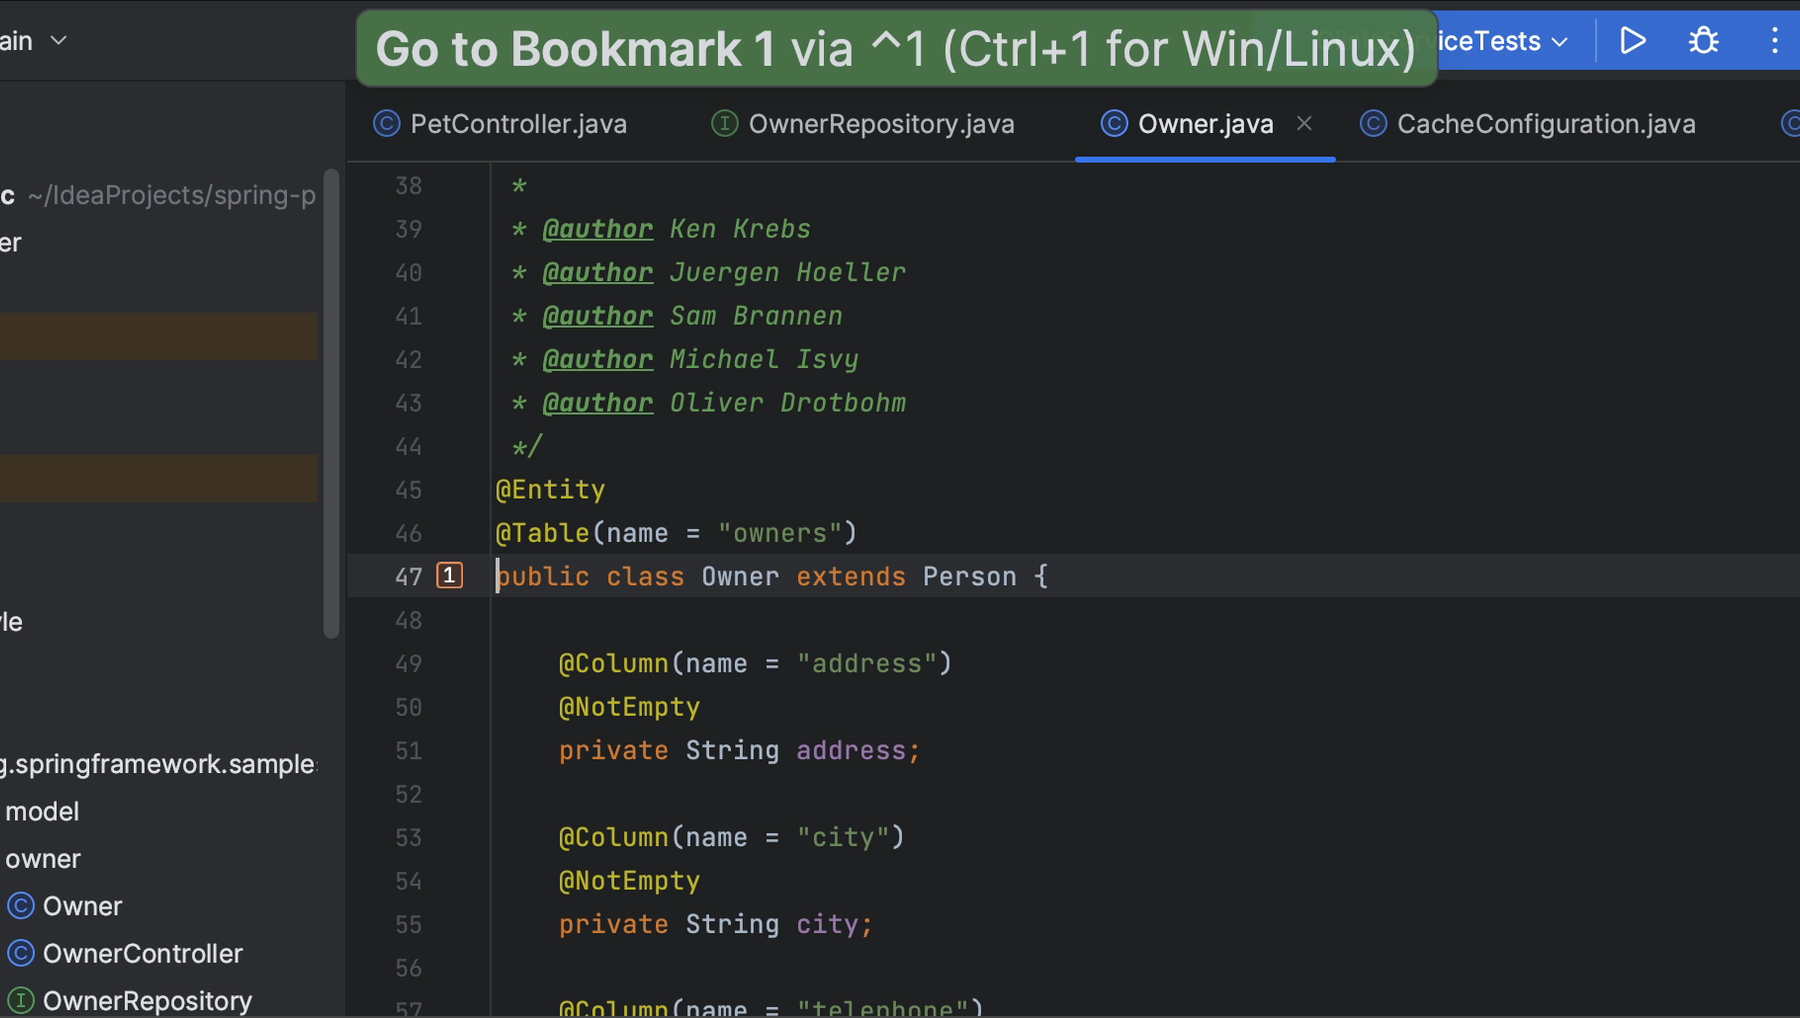 ain
Go to Bookmark 1 via ^1 (Ctrl+1 for Win/Linux)
iceTests
PetController.java
OwnerRepository.java
Owner.java
CacheConfiguration.java
c ~/IdeaProjects/spring-p
er
le
g.springframework.samples
model
owner
Owner
OwnerController
OwnerRepository
38 *
39 * @author Ken Krebs
40 * @author Juergen Hoeller
41 * @author Sam Brannen
42 * @author Michael Isvy
43 * @author Oliver Drotbohm
44 */
45 @Entity
46 @Table(name = "owners")
47 1 public class Owner extends Person {
48
49 @Column(name = "address")
50 @NotEmpty
51 private String address;
52
53 @Column(name = "city")
54 @NotEmpty
55 private String city;
56
57 @Column(name = "telephone")